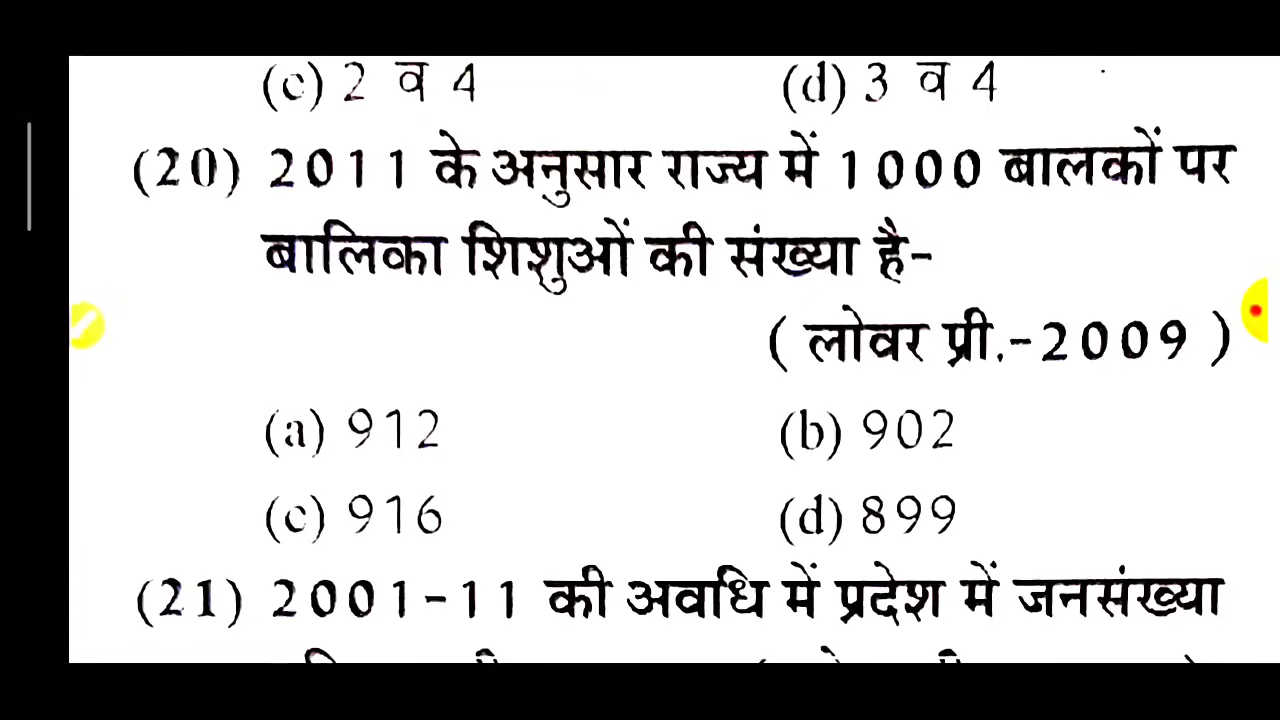 (c) 2 व 4 (d) 3 व 4
(20) 2011 के अनुसार राज्य में 1000 बालकों पर
बालिका शिशुओं की संख्या है-
( लोवर प्री.-2009 )
(a) 912 (b) 902
(c) 916 (d) 899
(21) 2001-11 की अवधि में प्रदेश में जनसंख्या